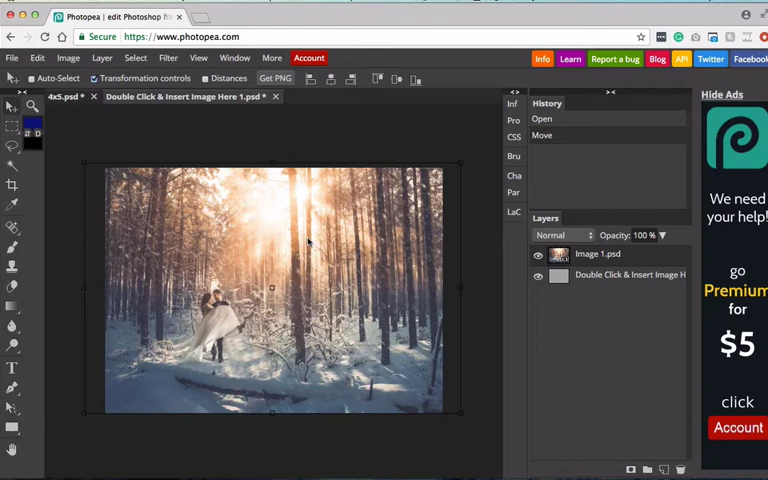 Photopea | edit Photoshop fil
Secure
https://www.photopea.com
File Edit Image Layer Select Filter View Window More Account
Info Learn Report a bug! Blog API Twitter Facebook
Auto-Select Transformation controls Distances Get PNG
4x5.psd *
Double Click & Insert Image Here 1.psd *
D
Inf
Pro
CSS
Bru
Cha
Par
LaC
History
Open
Move
Layers
Normal
Opacity: 100 %
Image 1.psd
Double Click & Insert Image H
Hide Ads
We need
your help!
go
Premium
for
$5
click
Account